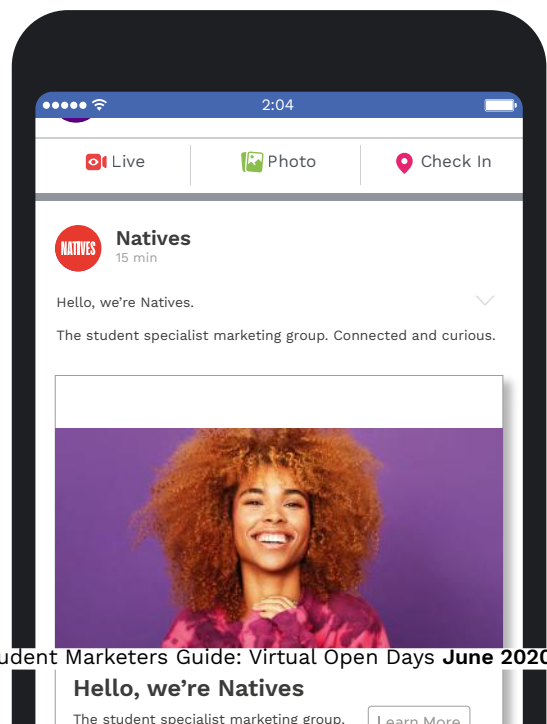 2:04
Live Photo Check In
NATIVES
Natives
15 min
Hello, we're Natives.
The student specialist marketing group. Connected and curious.
udent Marketers Guide: Virtual Open Days June 2020
Hello, we're Natives
The student specialist marketing group.
Learn More